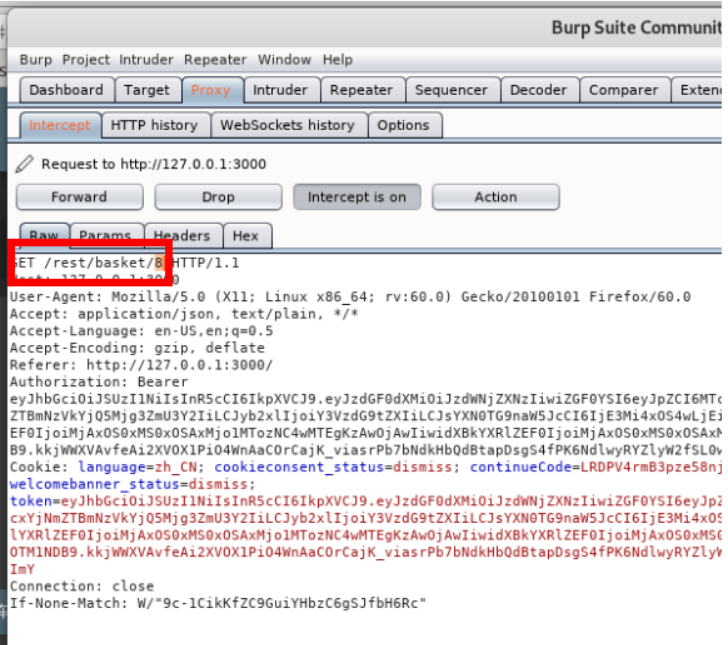 Burp Suite Communit
Burp Project Intruder Repeater Window Help
Dashboard Target Proxy Intruder Repeater Sequencer Decoder Comparer Exten
Intercept HTTP history WebSockets history Options
Request to http://127.0.0.1:3000
Forward Drop Intercept is on Action
Raw Params Headers Hex
GET /rest/basket/8 HTTP/1.1
Host: 127.0.0.1:3000
User-Agent: Mozilla/5.0 (X11; Linux x86_64; rv:60.0) Gecko/20100101 Firefox/60.0
Accept: application/json, text/plain, */*
Accept-Language: en-US,en;q=0.5
Accept-Encoding: gzip, deflate
Referer: http://127.0.0.1:3000/
Authorization: Bearer
eyJhbGciOiJSUzI1NiIsInR5cCI6IkpXVCJ9.eyJzdGF0dXMiOiJzdWNjZXNzIiwiZGF0YSI6eyJpZCI6MTc
ZTBmNzVkYjQ5Mjg3ZmU3Y2IiLCJyb2xlIjoiY3VzdG9tZXIiLCJsYXN0TG9naW5JcCI6IjE3Mi4xOS4wLjEi
EF0IjoiMjAxOS0xMS0xOSAxMjo1MTozNC4wMTEgKzAwOjAwIiwidXBkYXRlZEF0IjoiMjAxOS0xMS0xOSAxM
B9.kkjWWXVAvfeAi2XVOX1PiO4WnAaCOrCajK_viasrPb7bNdkHbQdBtapDsgS4fPK6NdlwyRYZlyW2fSL0v
Cookie: language=zh_CN; cookieconsent_status=dismiss; continueCode=LRDPV4rmB3pze58nj
welcomebanner_status=dismiss;
token=eyJhbGciOiJSUzI1NiIsInR5cCI6IkpXVCJ9.eyJzdGF0dXMiOiJzdWNjZXNzIiwiZGF0YSI6eyJpZ
cxYjNmZTBmNzVkYjQ5Mjg3ZmU3Y2IiLCJyb2xlIjoiY3VzdG9tZXIiLCJsYXN0TG9naW5JcCI6IjE3Mi4xOS
lYXRlZEF0IjoiMjAxOS0xMS0xOSAxMjo1MTozNC4wMTEgKzAwOjAwIiwidXBkYXRlZEF0IjoiMjAxOS0xMS0
OTM1NDB9.kkjWWXVAvfeAi2XVOX1PiO4WnAaCOrCajK_viasrPb7bNdkHbQdBtapDsgS4fPK6NdlwyRYZlyW
ImY
Connection: close
If-None-Match: W/"9c-1CikKfZC9GuiYHbzC6gSJfbH6Rc"